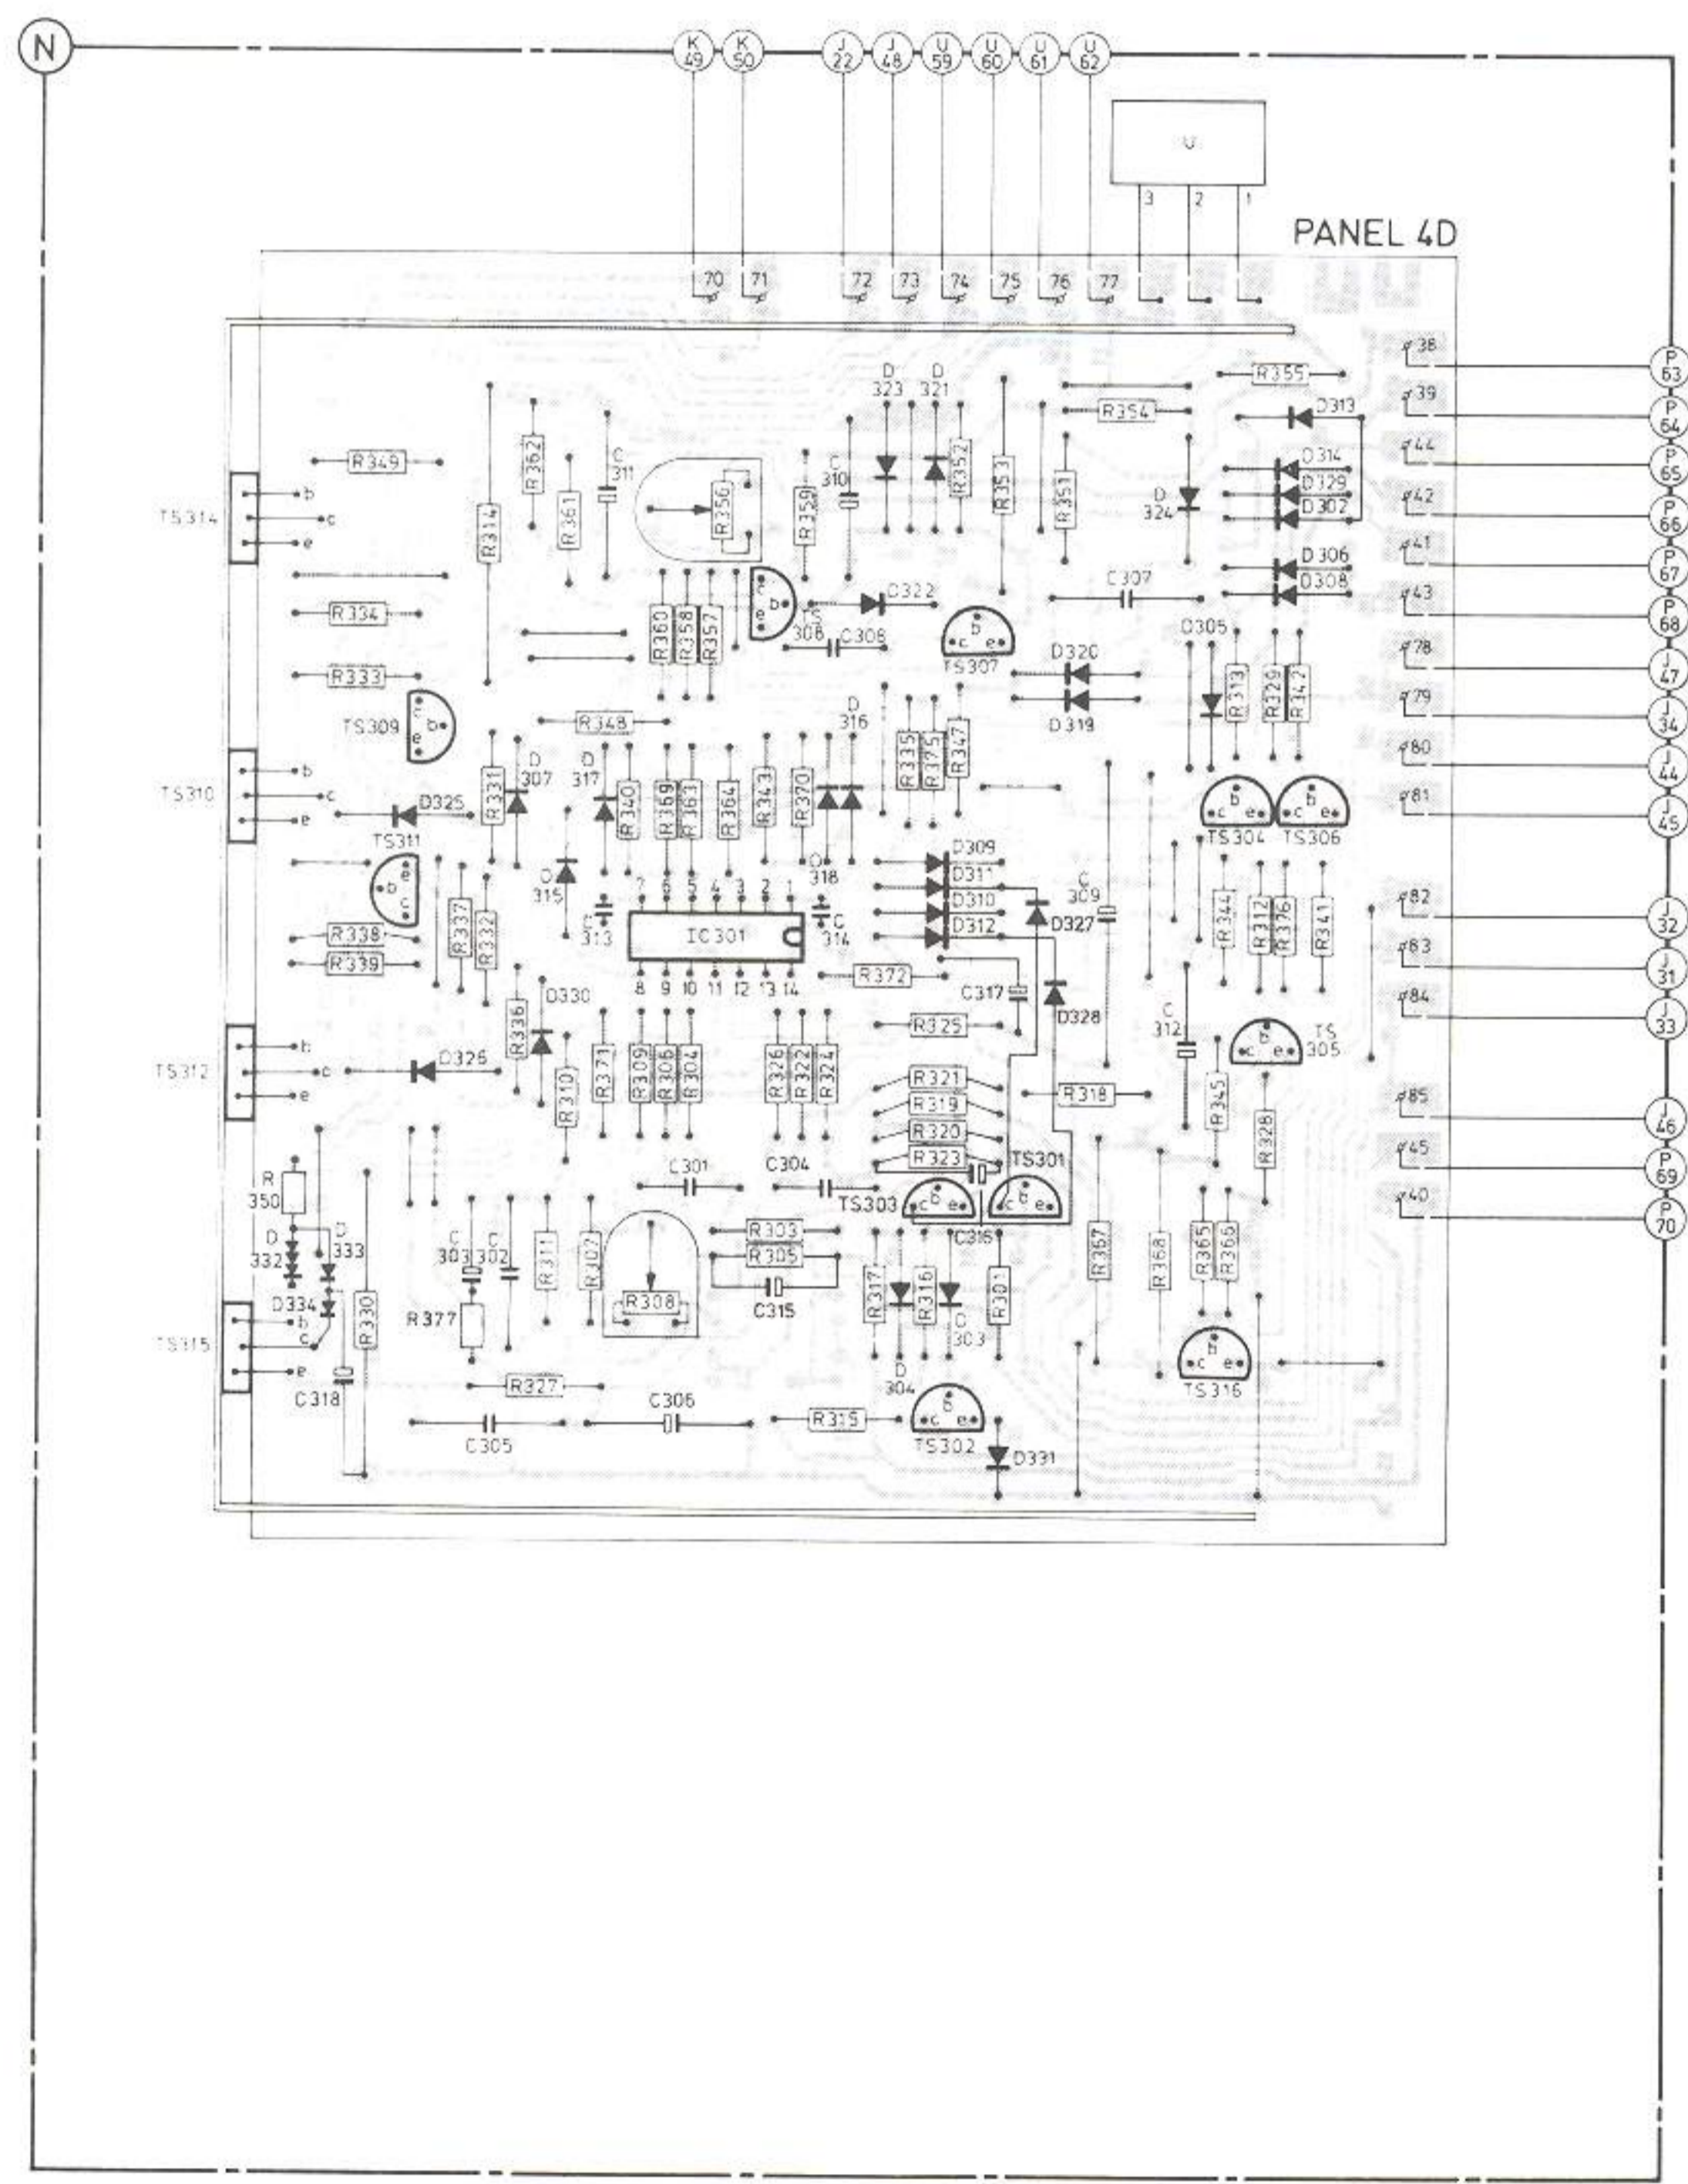 N
K 49
K 50
J 22
J 48
U 59
U 60
U 61
U 62
U
3 2 1
PANEL 4D
70 71 72 73 74 75 76 77
38
P 63
R355
D 323
D 321
39
P 64
R354
D313
R362
R349
C 311
C 310
R352
R353
44
P 65
D314
R356
R359
R351
D 324
D329
42
P 66
TS314
b
c
e
R361
R314
D302
41
P 67
D306
D308
C307
43
P 68
R334
D322
c
b
e
TS 308
C308
b
c e
TS307
D305
R360
R358
R357
78
J 47
R333
D320
R313
R329
R342
79
J 34
TS309
c
b
e
R348
D 316
D319
R335
R375
R347
80
J 44
TS310
b
c
e
D 307
D 317
R331
R340
R369
R363
R364
R343
R370
D325
81
J 45
b
c e
TS304
b
c e
TS306
TS311
e
b
c
D309
D 318
D311
D 315
7 6 5 4 3 2 1
C 309
82
J 32
D310
D327
R344
R312
R376
R341
R337
R332
C 313
IC301
C 314
D312
R338
R339
83
J 31
8 9 10 11 12 13 14
R372
C317
D330
D328
84
J 33
R336
R325
C 312
b
c e
TS 305
TS312
b
c
e
D326
R310
R371
R309
R306
R304
R326
R322
R324
R321
R318
R319
R345
R328
85
J 46
R320
R323
45
P 69
C301
C304
TS301
R 350
TS303
b
c e
b
c e
40
P 70
C316
D 332
D 333
C 303
C 302
R311
R307
R303
R305
R367
R368
R365
R366
D334
R330
R377
R308
C315
R317
R316
R301
D 303
TS315
b
c
e
C318
R327
D 304
b
c e
TS316
C305
C306
R315
b
c e
TS302
D331